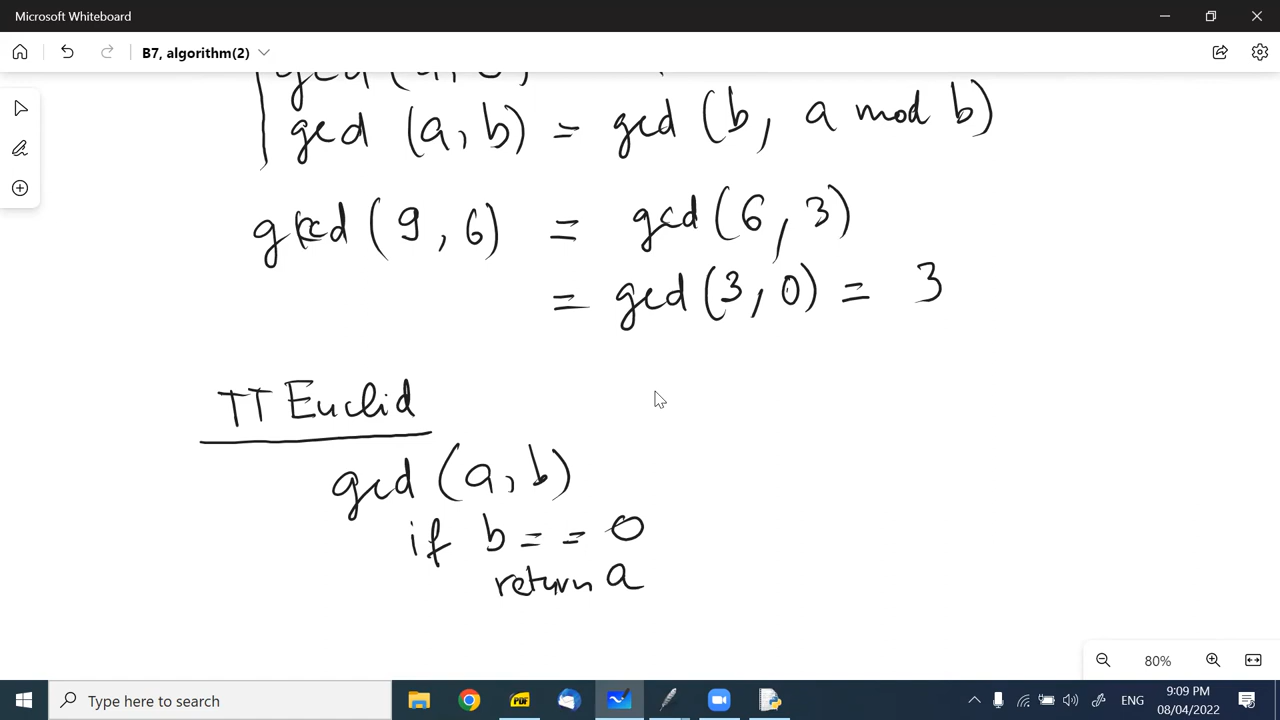 Microsoft Whiteboard
B7, algorithm(2)
gcd (a, b) = gcd (b, a mod b)
gcd (9, 6) = gcd (6, 3)
= gcd (3, 0) = 3
TT Euclid
gcd (a, b)
if b == 0
return a
80%
Type here to search
PDF
ENG
9:09 PM
08/04/2022